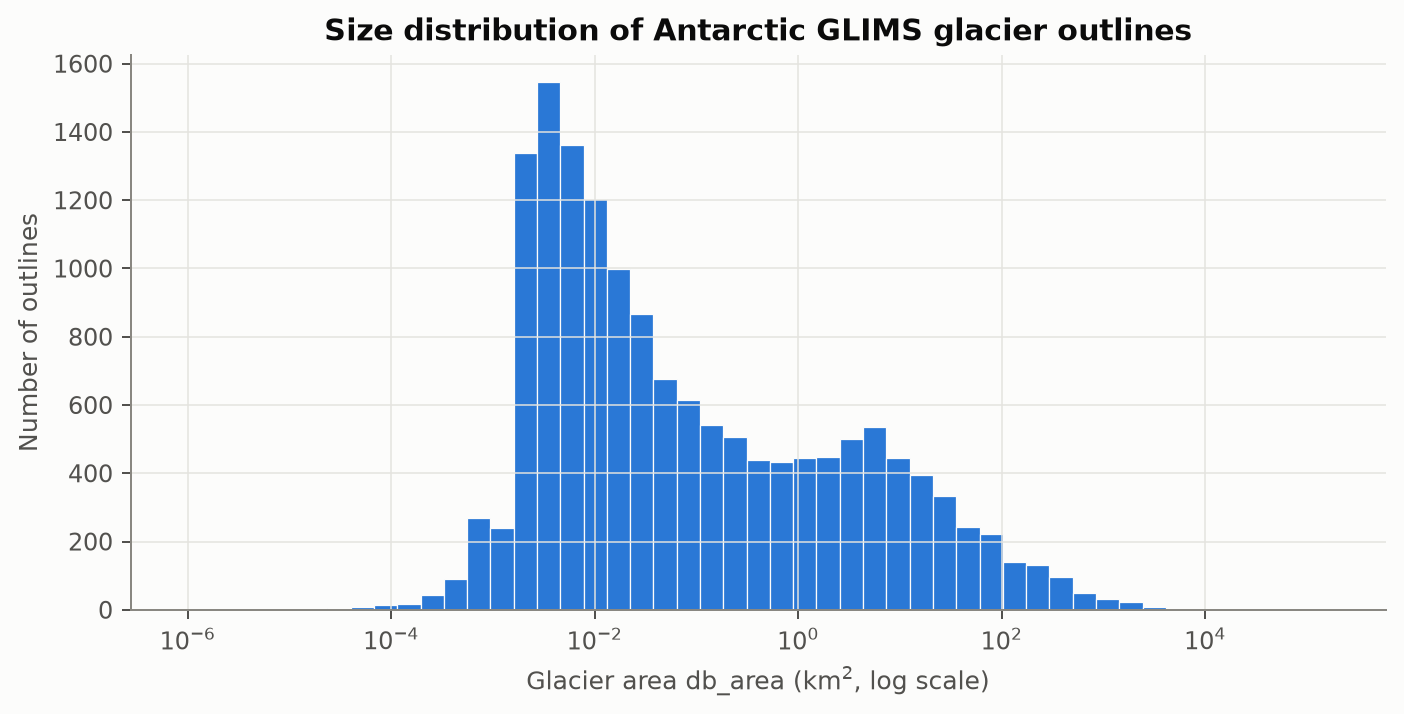 Size distribution of Antarctic GLIMS glacier outlines
Number of outlines
1600
1400
1200
1000
800
600
400
200
0
10⁻⁶ 10⁻⁴ 10⁻² 10⁰ 10² 10⁴
Glacier area db_area (km², log scale)